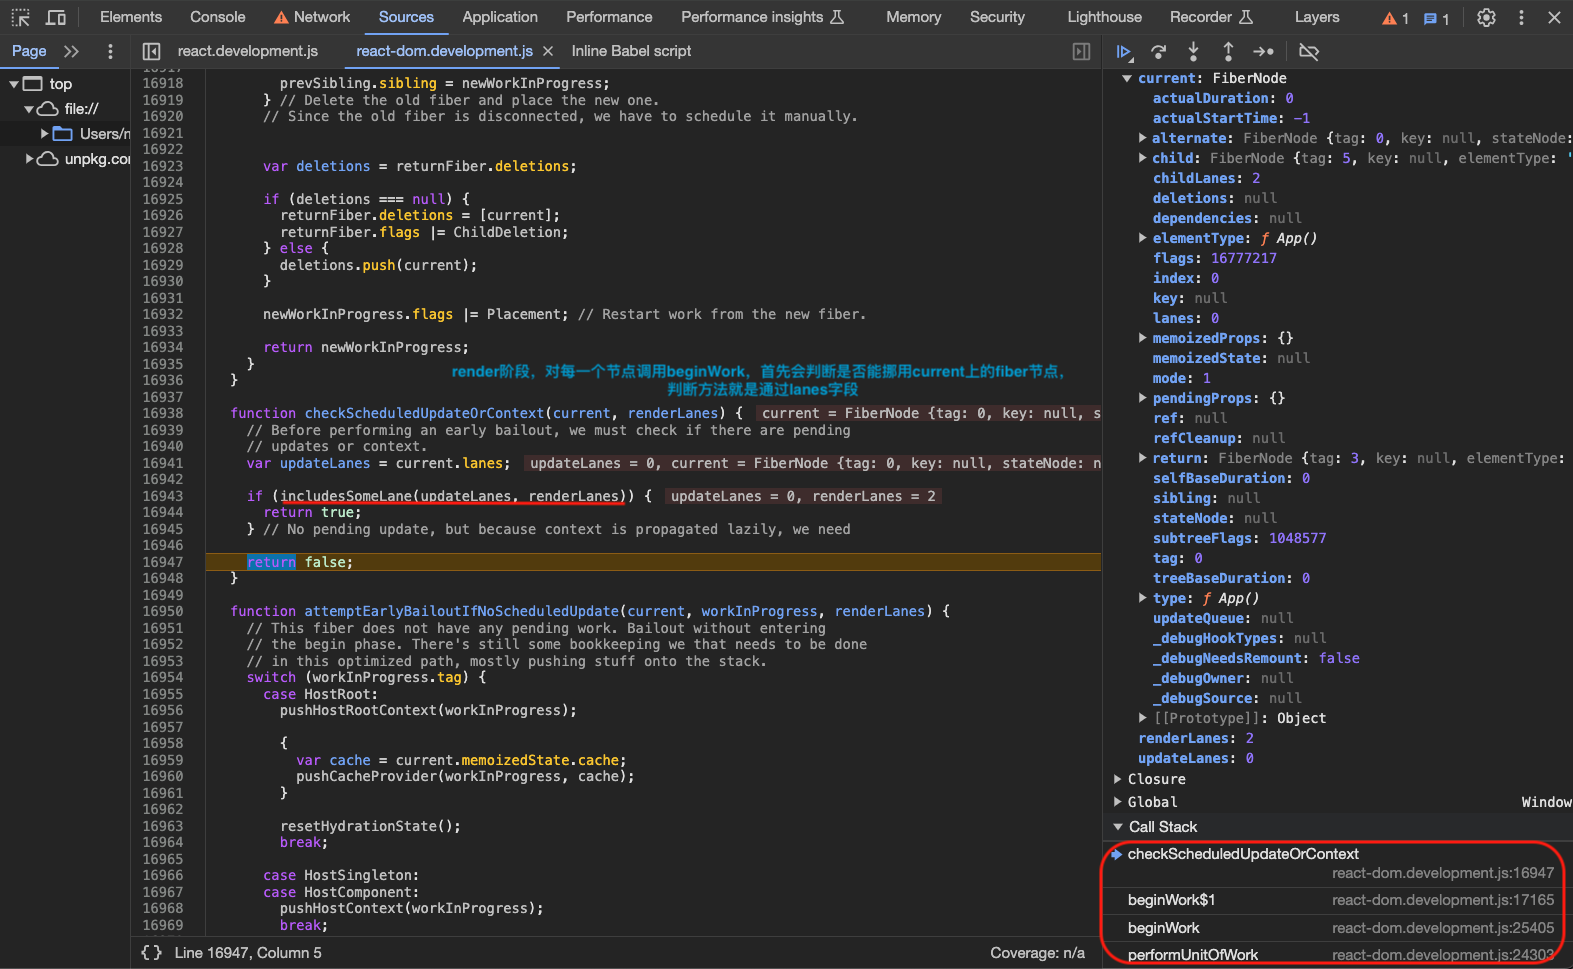 Elements Console Network Sources Application Performance Performance insights Memory Security Lighthouse Recorder Layers 1 1
Page react.development.js react-dom.development.js Inline Babel script
top
file://
Users/
unpkg.co
16918 prevSibling.sibling = newWorkInProgress;
16919 } // Delete the old fiber and place the new one.
16920 // Since the old fiber is disconnected, we have to schedule it manually.
16921
16922
16923 var deletions = returnFiber.deletions;
16924
16925 if (deletions === null) {
16926 returnFiber.deletions = [current];
16927 returnFiber.flags |= ChildDeletion;
16928 } else {
16929 deletions.push(current);
16930 }
16931
16932 newWorkInProgress.flags |= Placement; // Restart work from the new fiber.
16933
16934 return newWorkInProgress;
16935 }
16936 }
render阶段，对每一个节点调用beginWork，首先会判断是否能挪用current上的fiber节点，
判断方法就是通过lanes字段
16937
16938 function checkScheduledUpdateOrContext(current, renderLanes) { current = FiberNode {tag: 0, key: null, s
16939 // Before performing an early bailout, we must check if there are pending
16940 // updates or context.
16941 var updateLanes = current.lanes; updateLanes = 0, current = FiberNode {tag: 0, key: null, stateNode: n
16942
16943 if (includesSomeLane(updateLanes, renderLanes)) { updateLanes = 0, renderLanes = 2
16944 return true;
16945 } // No pending update, but because context is propagated lazily, we need
16946
16947 return false;
16948 }
16949
16950 function attemptEarlyBailoutIfNoScheduledUpdate(current, workInProgress, renderLanes) {
16951 // This fiber does not have any pending work. Bailout without entering
16952 // the begin phase. There's still some bookkeeping we that needs to be done
16953 // in this optimized path, mostly pushing stuff onto the stack.
16954 switch (workInProgress.tag) {
16955 case HostRoot:
16956 pushHostRootContext(workInProgress);
16957
16958 {
16959 var cache = current.memoizedState.cache;
16960 pushCacheProvider(workInProgress, cache);
16961 }
16962
16963 resetHydrationState();
16964 break;
16965
16966 case HostSingleton:
16967 case HostComponent:
16968 pushHostContext(workInProgress);
16969 break;
{} Line 16947, Column 5 Coverage: n/a
current: FiberNode
actualDuration: 0
actualStartTime: -1
alternate: FiberNode {tag: 0, key: null, stateNode:
child: FiberNode {tag: 5, key: null, elementType: '
childLanes: 2
deletions: null
dependencies: null
elementType: ƒ App()
flags: 16777217
index: 0
key: null
lanes: 0
memoizedProps: {}
memoizedState: null
mode: 1
pendingProps: {}
ref: null
refCleanup: null
return: FiberNode {tag: 3, key: null, elementType:
selfBaseDuration: 0
sibling: null
stateNode: null
subtreeFlags: 1048577
tag: 0
treeBaseDuration: 0
type: ƒ App()
updateQueue: null
_debugHookTypes: null
_debugNeedsRemount: false
_debugOwner: null
_debugSource: null
[[Prototype]]: Object
renderLanes: 2
updateLanes: 0
Closure
Global Window
Call Stack
checkScheduledUpdateOrContext
react-dom.development.js:16947
beginWork$1 react-dom.development.js:17165
beginWork react-dom.development.js:25405
performUnitOfWork react-dom.development.js:24303